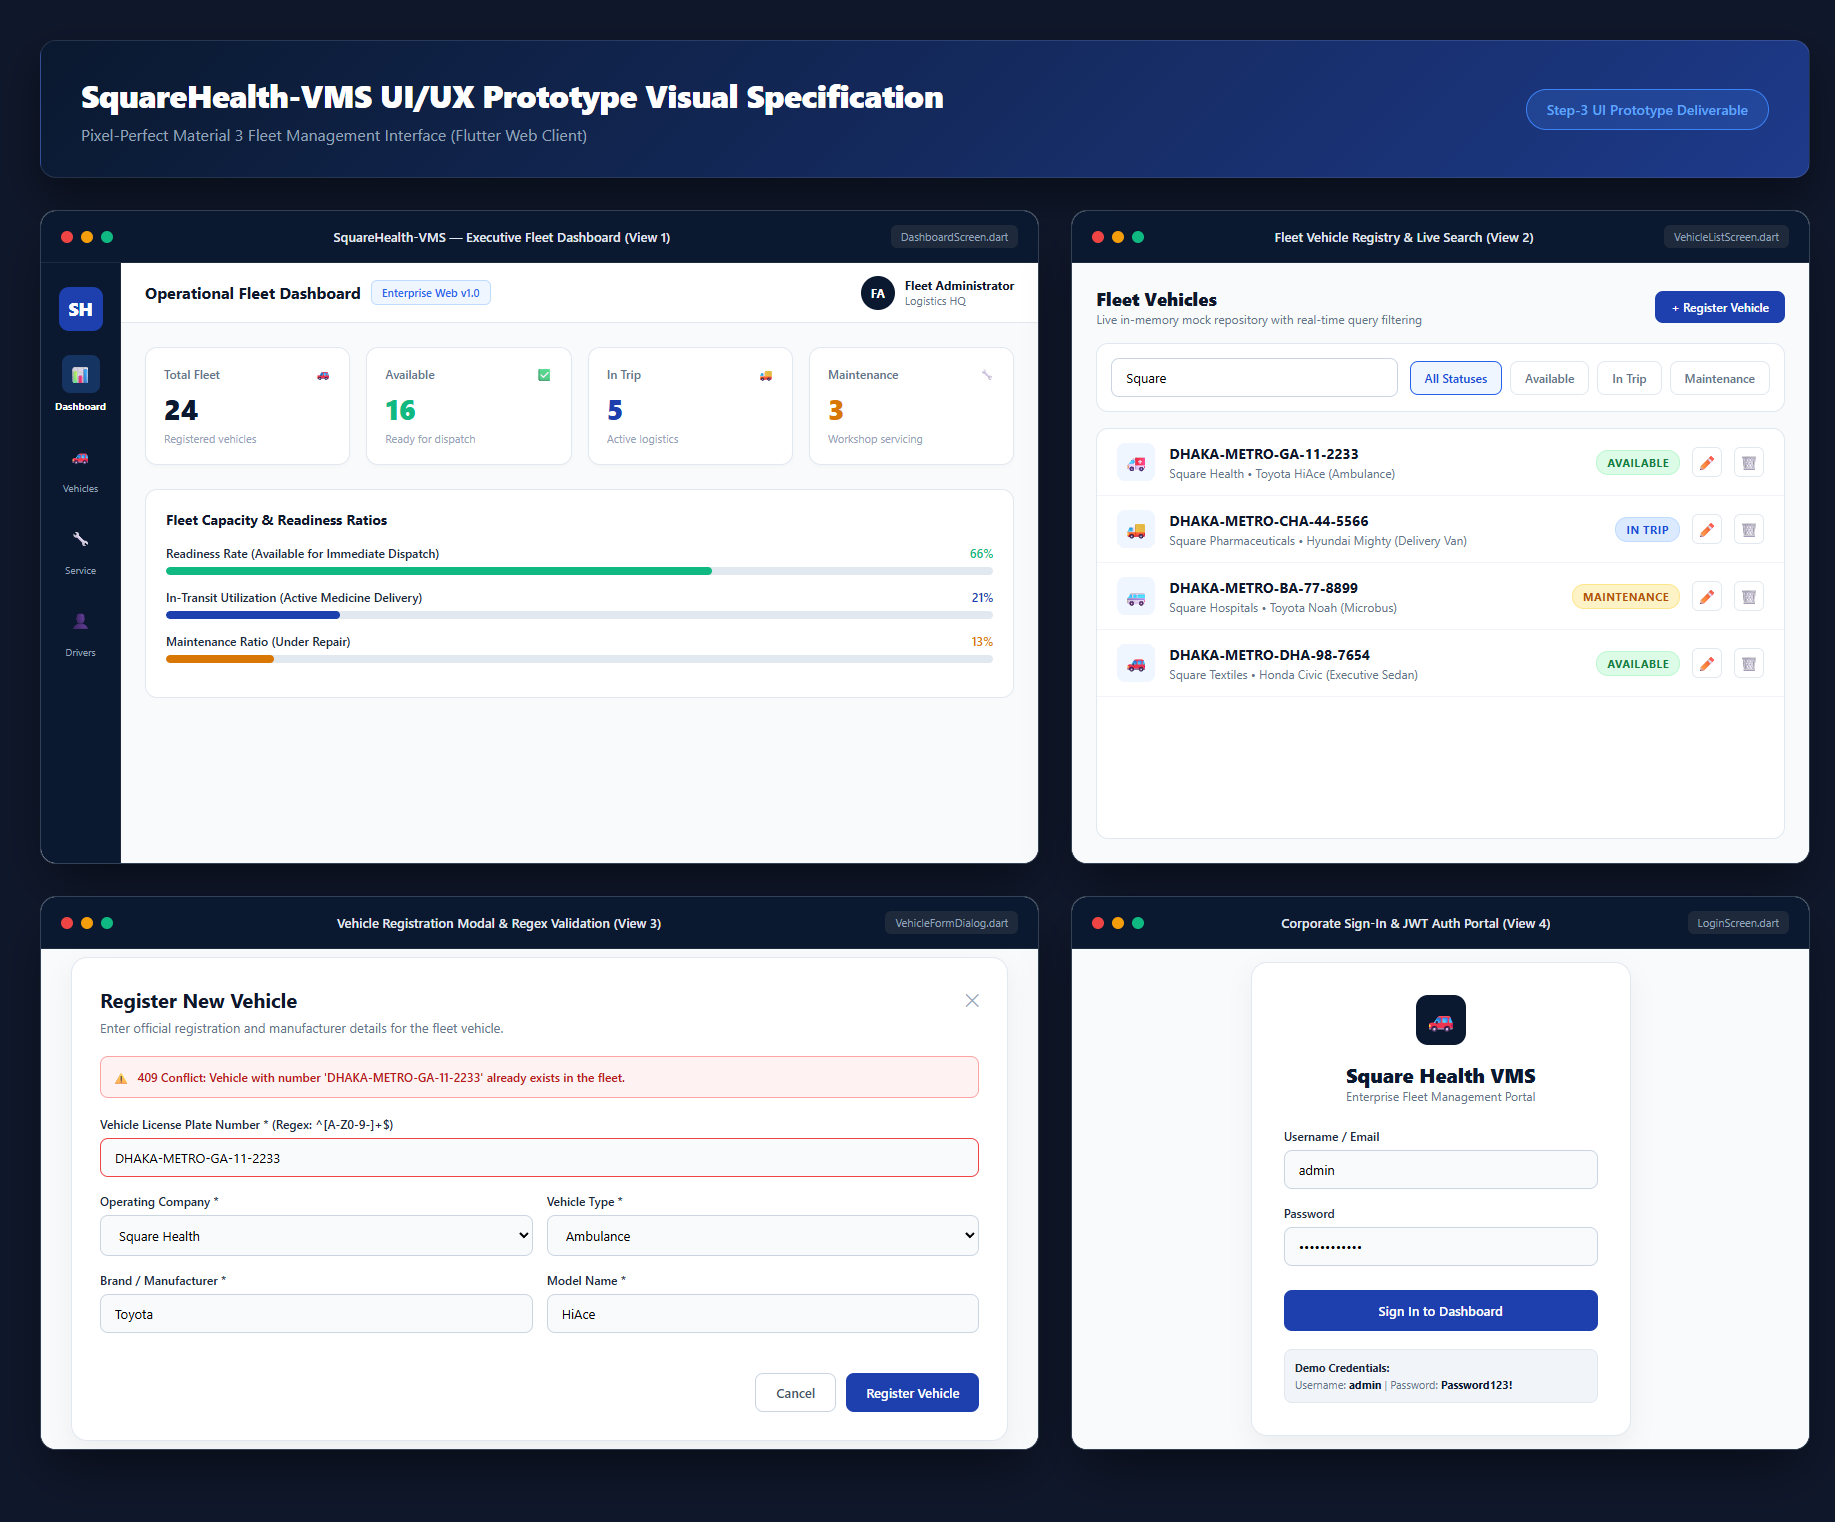 SquareHealth-VMS UI/UX Prototype Visual Specification
Pixel-Perfect Material 3 Fleet Management Interface (Flutter Web Client)
Step-3 UI Prototype Deliverable
SquareHealth-VMS — Executive Fleet Dashboard (View 1)
DashboardScreen.dart
SH
Dashboard
Vehicles
Service
Drivers
Operational Fleet Dashboard
Enterprise Web v1.0
FA
Fleet Administrator
Logistics HQ
Total Fleet
24
Registered vehicles
Available
16
Ready for dispatch
In Trip
5
Active logistics
Maintenance
3
Workshop servicing
Fleet Capacity & Readiness Ratios
Readiness Rate (Available for Immediate Dispatch)
66%
In-Transit Utilization (Active Medicine Delivery)
21%
Maintenance Ratio (Under Repair)
13%
Fleet Vehicle Registry & Live Search (View 2)
VehicleListScreen.dart
Fleet Vehicles
Live in-memory mock repository with real-time query filtering
+ Register Vehicle
Square
All Statuses
Available
In Trip
Maintenance
DHAKA-METRO-GA-11-2233
Square Health • Toyota HiAce (Ambulance)
AVAILABLE
DHAKA-METRO-CHA-44-5566
Square Pharmaceuticals • Hyundai Mighty (Delivery Van)
IN TRIP
DHAKA-METRO-BA-77-8899
Square Hospitals • Toyota Noah (Microbus)
MAINTENANCE
DHAKA-METRO-DHA-98-7654
Square Textiles • Honda Civic (Executive Sedan)
AVAILABLE
Vehicle Registration Modal & Regex Validation (View 3)
VehicleFormDialog.dart
Register New Vehicle
Enter official registration and manufacturer details for the fleet vehicle.
409 Conflict: Vehicle with number 'DHAKA-METRO-GA-11-2233' already exists in the fleet.
Vehicle License Plate Number * (Regex: ^[A-Z0-9-]+$)
DHAKA-METRO-GA-11-2233
Operating Company *
Square Health
Vehicle Type *
Ambulance
Brand / Manufacturer *
Toyota
Model Name *
HiAce
Cancel
Register Vehicle
Corporate Sign-In & JWT Auth Portal (View 4)
LoginScreen.dart
Square Health VMS
Enterprise Fleet Management Portal
Username / Email
admin
Password
••••••••••••
Sign In to Dashboard
Demo Credentials:
Username: admin | Password: Password123!